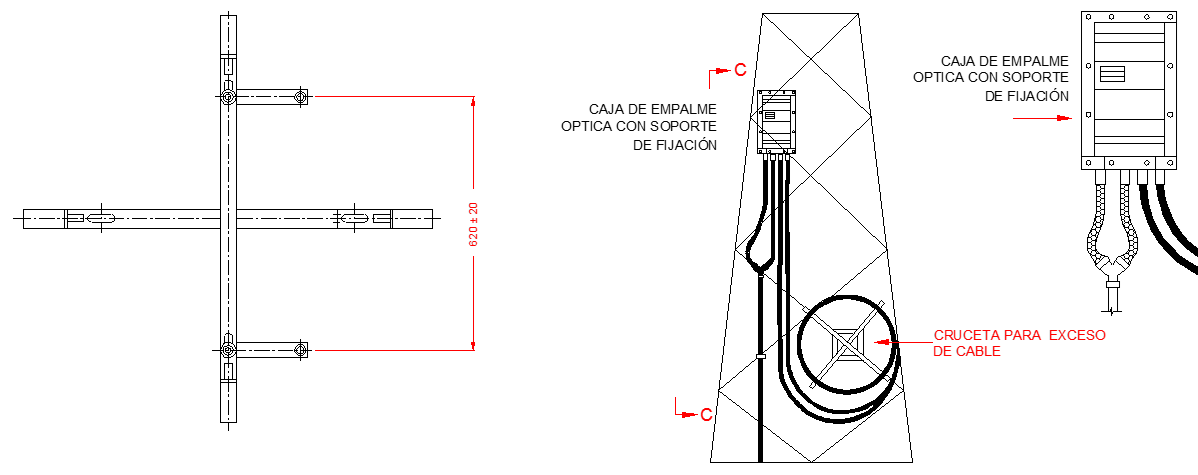 620 ± 20
C
CAJA DE EMPALME
OPTICA CON SOPORTE
DE FIJACIÓN
CRUCETA PARA EXCESO
DE CABLE
C
CAJA DE EMPALME
OPTICA CON SOPORTE
DE FIJACIÓN